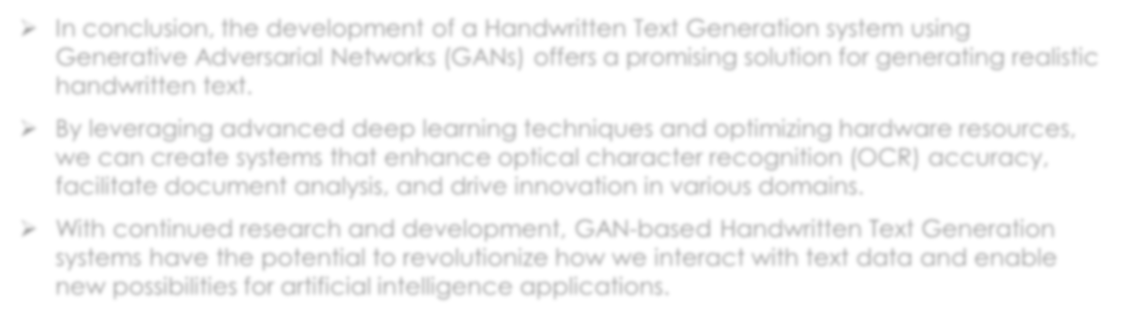 ➢ In conclusion, the development of a Handwritten Text Generation system using
Generative Adversarial Networks (GANs) offers a promising solution for generating realistic
handwritten text.
➢ By leveraging advanced deep learning techniques and optimizing hardware resources,
we can create systems that enhance optical character recognition (OCR) accuracy,
facilitate document analysis, and drive innovation in various domains.
➢ With continued research and development, GAN-based Handwritten Text Generation
systems have the potential to revolutionize how we interact with text data and enable
new possibilities for artificial intelligence applications.